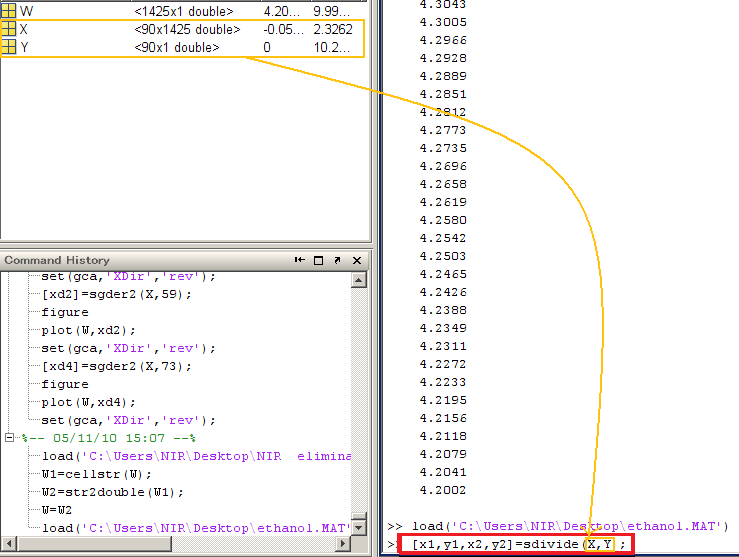 W <1425x1 double> 4.20... 9.99...
X <90x1425 double> -0.05... 2.3262
Y <90x1 double> 0 10.2...
Command History
set(gca,'XDir','rev');
[xd2]=sgder2(X,59);
figure
plot(W,xd2);
set(gca,'XDir','rev');
[xd4]=sgder2(X,73);
figure
plot(W,xd4);
set(gca,'XDir','rev');
%-- 05/11/10 15:07 --%
load('C:\Users\NIR\Desktop\NIR elimina
W1=cellstr(W);
W2=str2double(W1);
W=W2
load('C:\Users\NIR\Desktop\ethanol.MAT')
4.3043
4.3005
4.2966
4.2928
4.2889
4.2851
4.2812
4.2773
4.2735
4.2696
4.2658
4.2619
4.2580
4.2542
4.2503
4.2465
4.2426
4.2388
4.2349
4.2311
4.2272
4.2233
4.2195
4.2156
4.2118
4.2079
4.2041
4.2002
>> load('C:\Users\NIR\Desktop\ethanol.MAT')
>> [x1,y1,x2,y2]=sdivide(X,Y ;